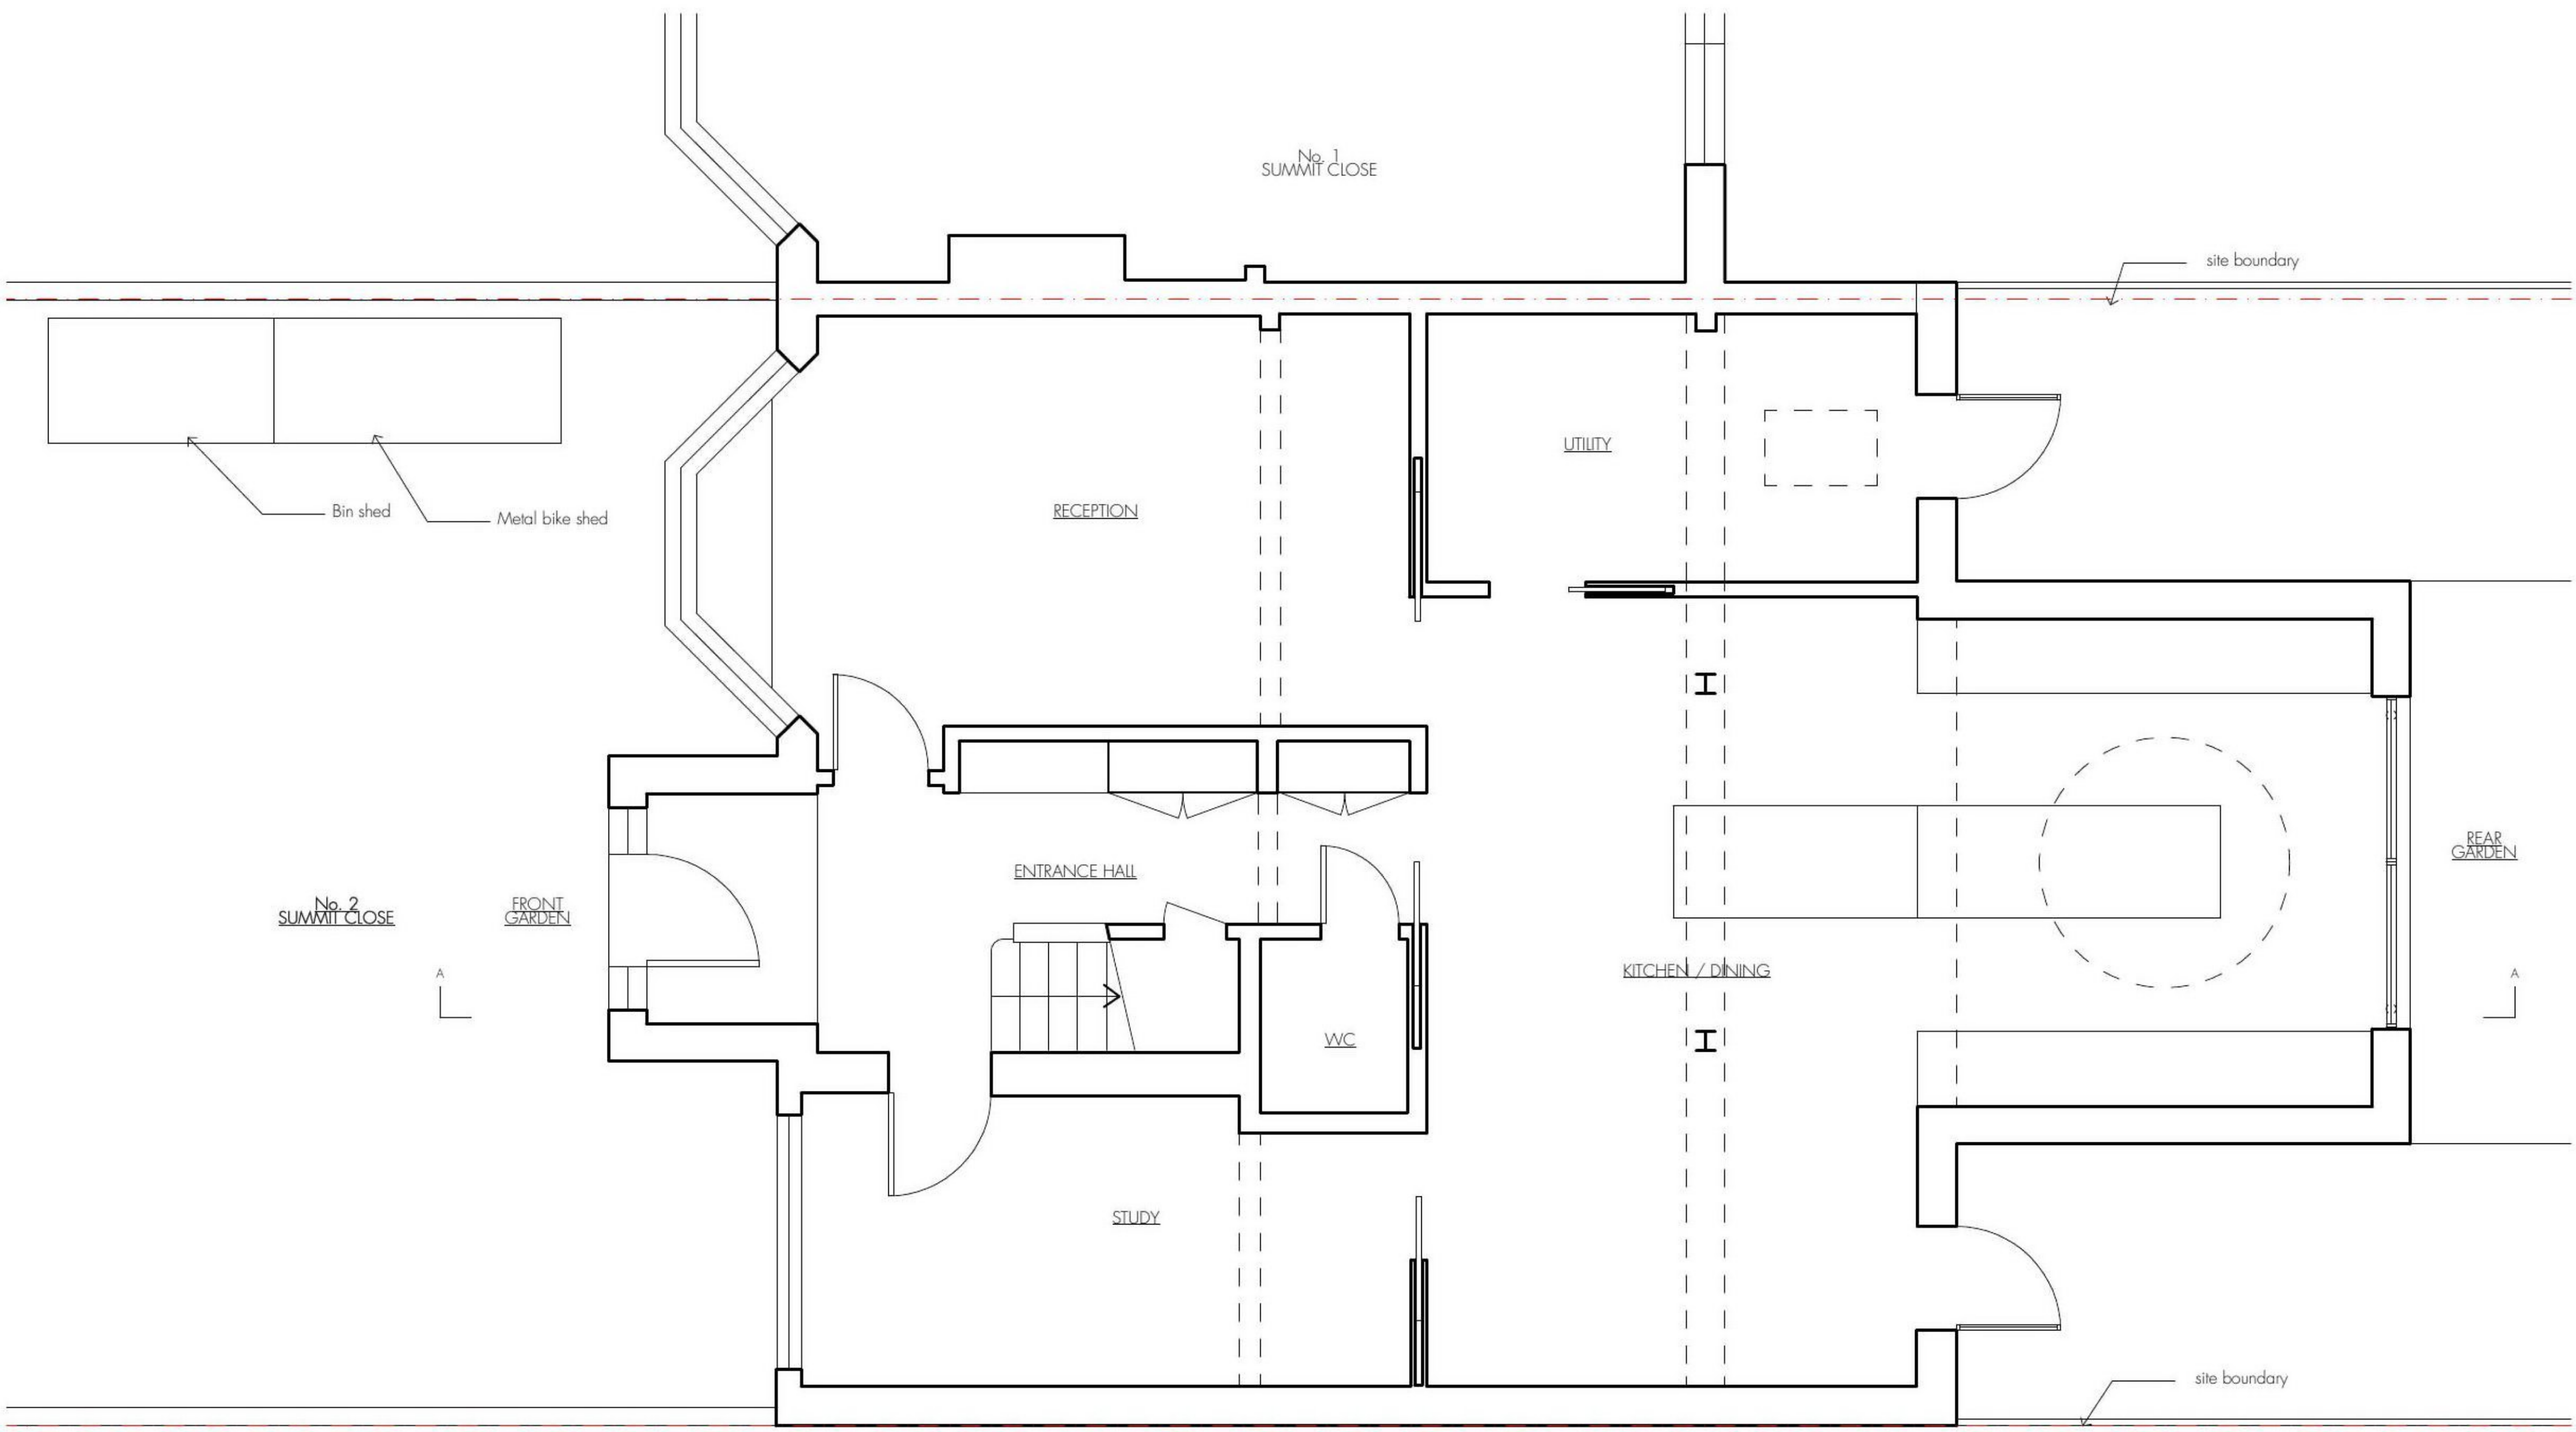 No. 1
SUMMIT CLOSE
site boundary
UTILITY
Bin shed
Metal bike shed
RECEPTION
ENTRANCE HALL
REAR
GARDEN
No. 2
SUMMIT CLOSE
FRONT
GARDEN
A
KITCHEN / DINING
A
WC
STUDY
site boundary